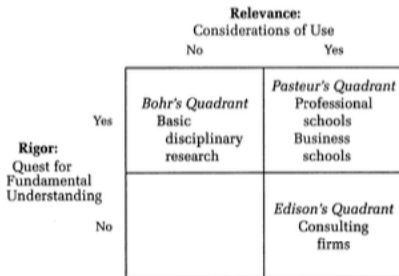 Relevance:
Considerations of Use
No Yes
Bohr's Quadrant
Basic
disciplinary
research
Pasteur's Quadrant
Professional
schools
Business
schools
Yes
Rigor:
Quest for
Fundamental
Understanding
No
Edison's Quadrant
Consulting
firms